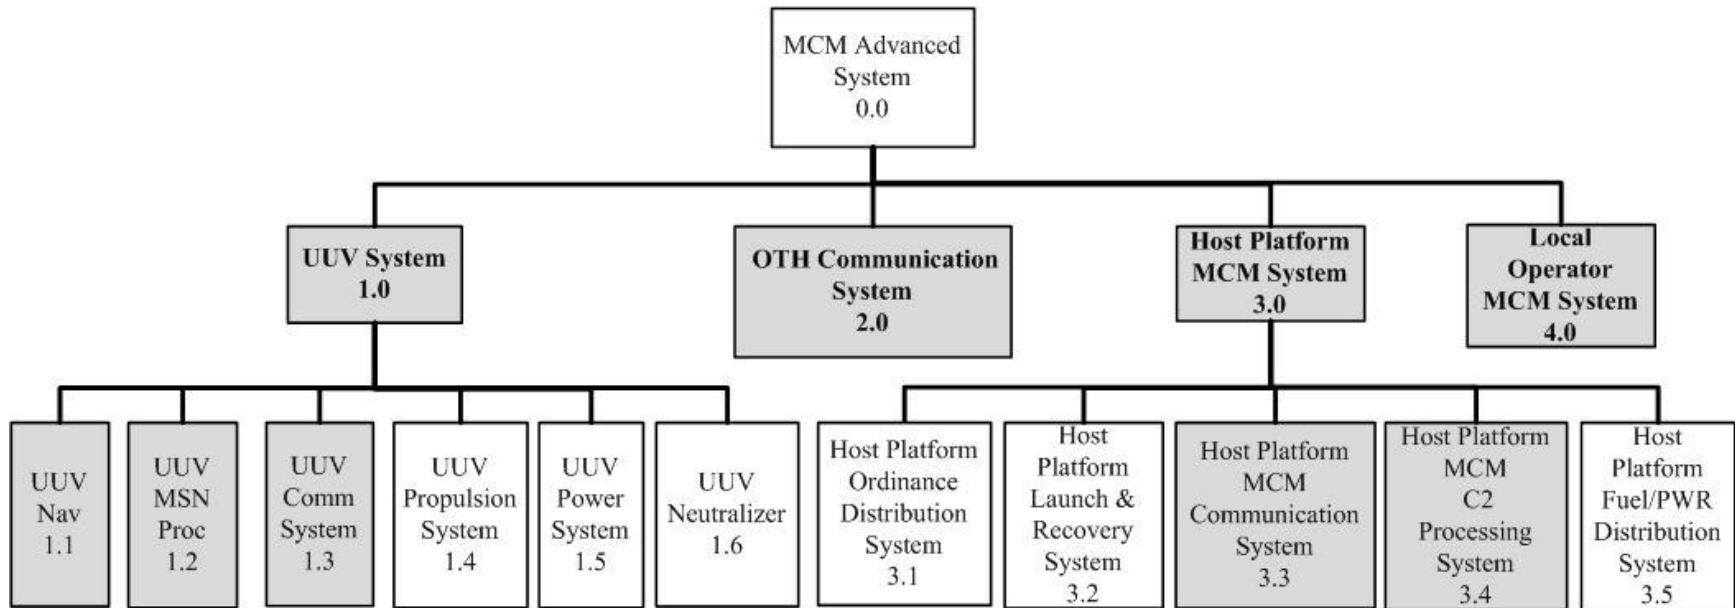 MCM Advanced
System
0.0
UUV System
1.0
OTH Communication
System
2.0
Host Platform
MCM System
3.0
Local
Operator
MCM System
4.0
UUV
Nav
1.1
UUV
MSN
Proc
1.2
UUV
Comm
System
1.3
UUV
Propulsion
System
1.4
UUV
Power
System
1.5
UUV
Neutralizer
1.6
Host Platform
Ordinance
Distribution
System
3.1
Host
Platform
Launch &
Recovery
System
3.2
Host Platform
MCM
Communication
System
3.3
Host Platform
MCM
C2
Processing
System
3.4
Host
Platform
Fuel/PWR
Distribution
System
3.5